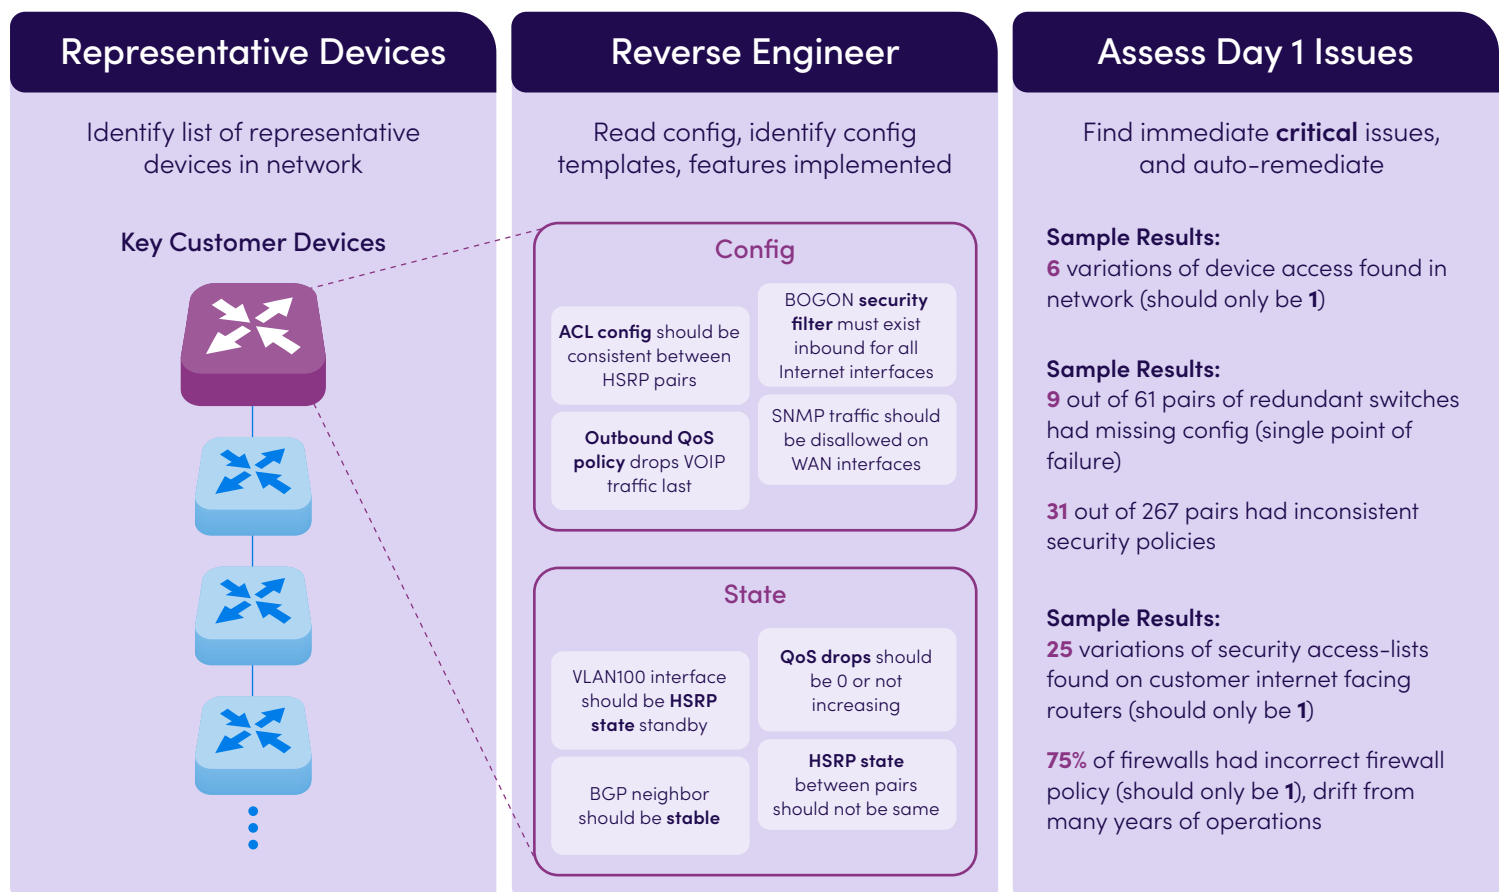 Representative Devices
Identify list of representative
devices in network
Key Customer Devices
Reverse Engineer
Read config, identify config
templates, features implemented
Config
ACL config should be
consistent between
HSRP pairs
BOGON security
filter must exist
inbound for all
Internet interfaces
Outbound QoS
policy drops VOIP
traffic last
SNMP traffic should
be disallowed on
WAN interfaces
State
VLAN100 interface
should be HSRP
state standby
QoS drops should
be 0 or not
increasing
BGP neighbor
should be stable
HSRP state
between pairs
should not be same
Assess Day 1 Issues
Find immediate critical issues,
and auto-remediate
Sample Results:
6 variations of device access found in
network (should only be 1)
Sample Results:
9 out of 61 pairs of redundant switches
had missing config (single point of
failure)
31 out of 267 pairs had inconsistent
security policies
Sample Results:
25 variations of security access-lists
found on customer internet facing
routers (should only be 1)
75% of firewalls had incorrect firewall
policy (should only be 1), drift from
many years of operations